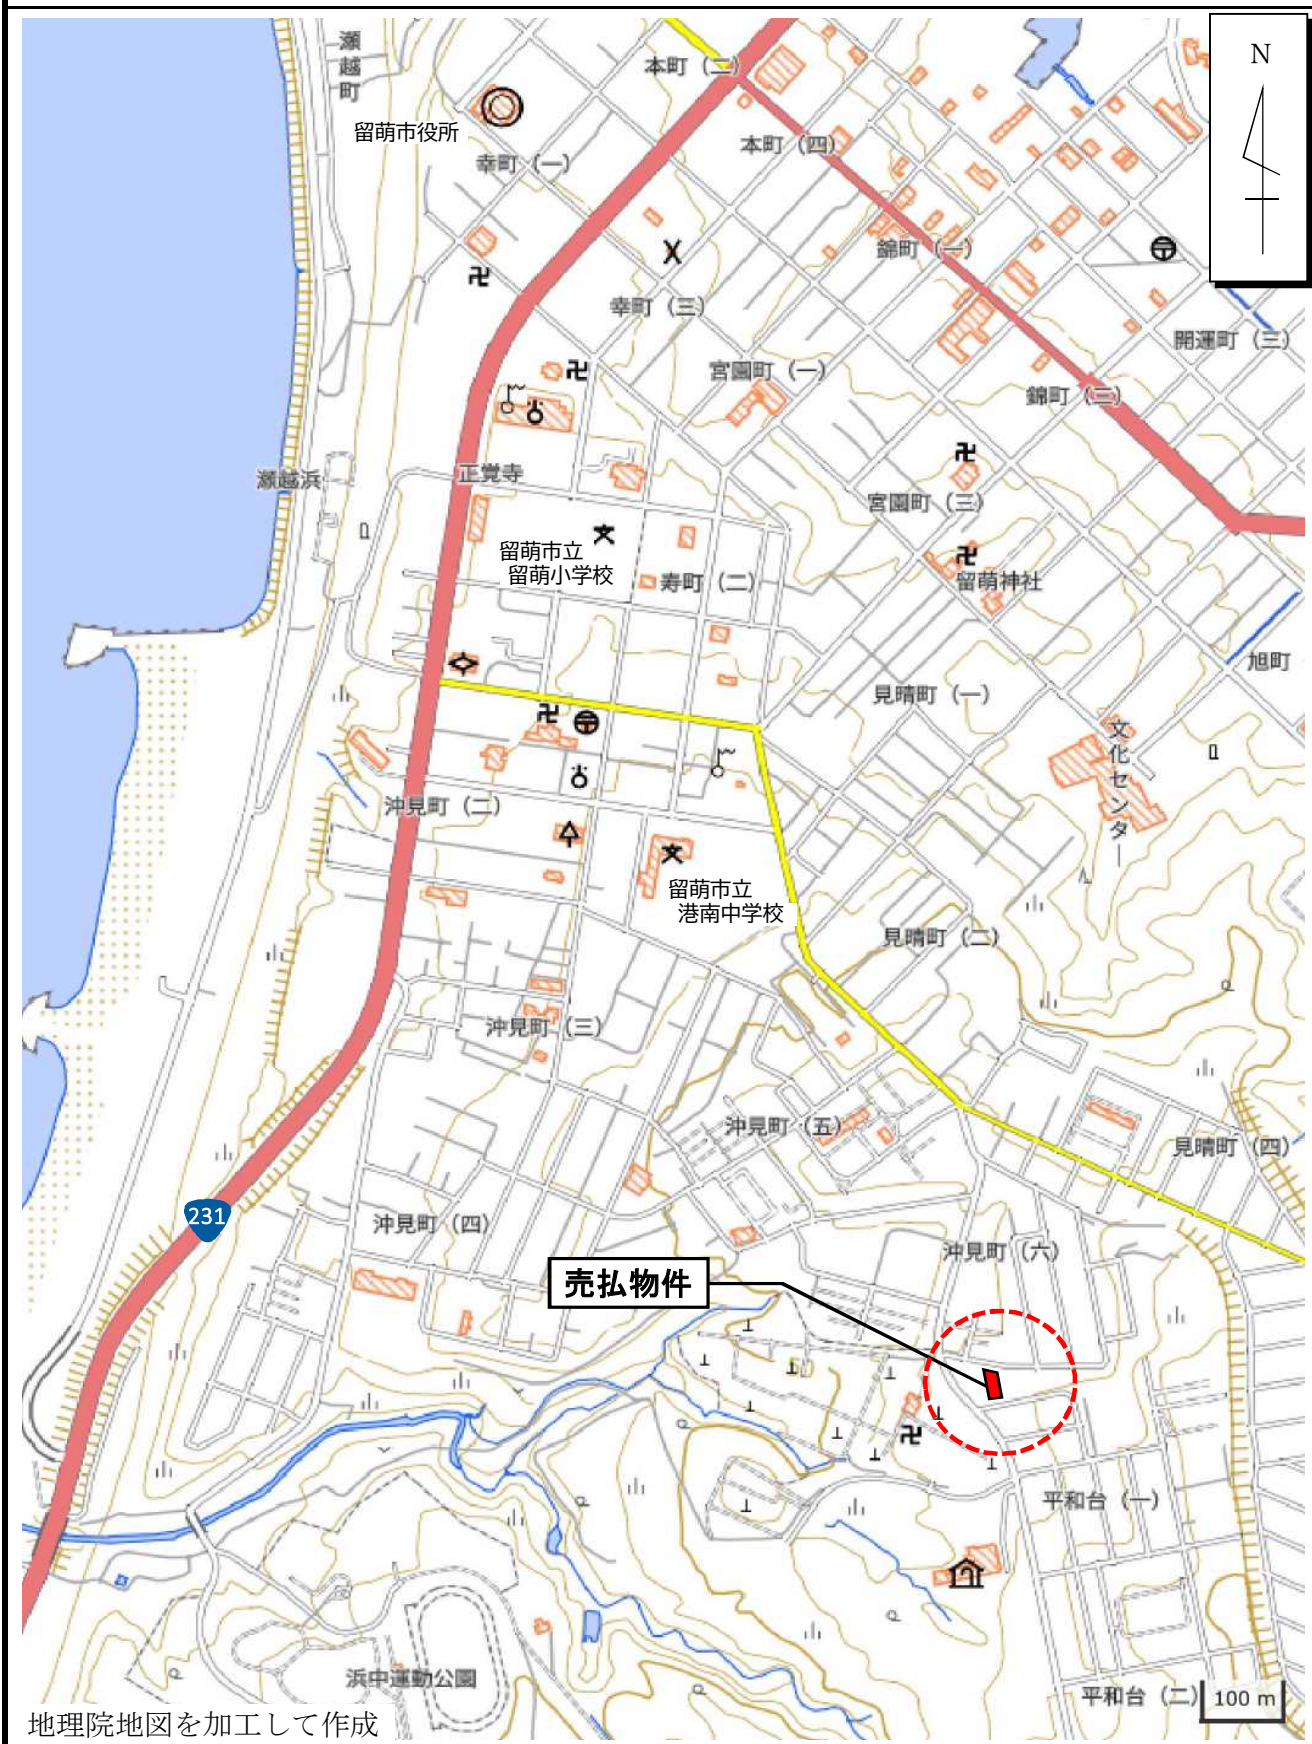 N
瀬越町
本町（二）
留萌市役所
幸町（一）
本町（四）
錦町（一）
幸町（三）
開運町（三）
宮園町（一）
錦町（三）
瀬越浜
正覚寺
宮園町（三）
留萌市立
留萌小学校
寿町（二）
留萌神社
旭町
見晴町（一）
文化センター
沖見町（二）
留萌市立
港南中学校
見晴町（二）
沖見町（三）
沖見町（五）
見晴町（四）
231
沖見町（四）
沖見町（六）
売払物件
平和台（一）
浜中運動公園
平和台（二）
100 m
地理院地図を加工して作成